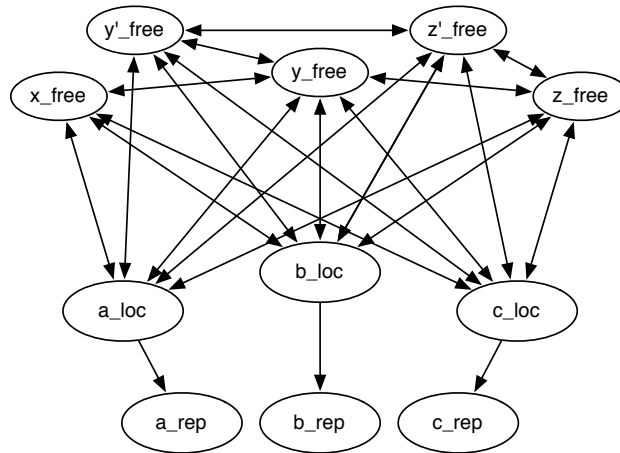 y'_free z'_free
y_free
x_free z_free
b_loc
a_loc c_loc
a_rep b_rep c_rep